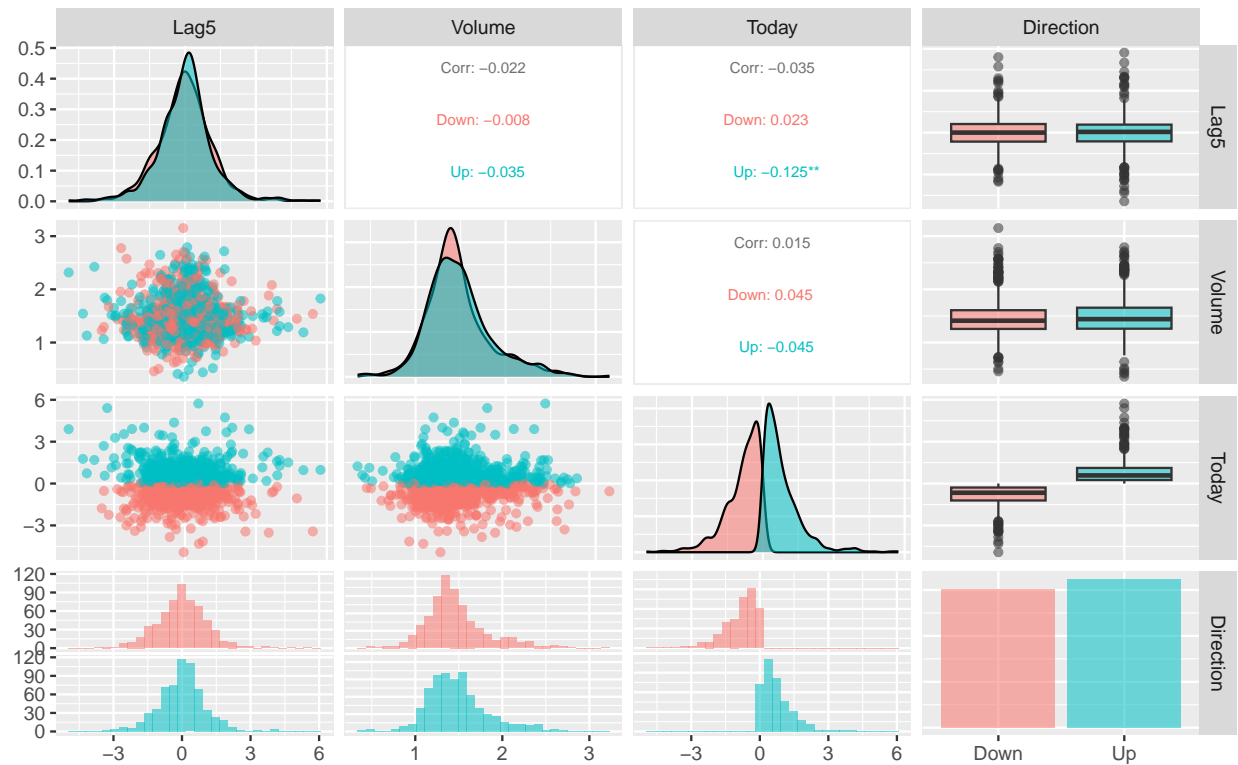 Lag5 Volume Today Direction
0.5
0.4
0.3
0.2
0.1
0.0
Corr: −0.022
Down: −0.008
Up: −0.035
Corr: −0.035
Down: 0.023
Up: −0.125**
Lag5
3
2
1
Corr: 0.015
Down: 0.045
Up: −0.045
Volume
6
3
0
−3
Today
120
90
60
30
0
120
90
60
30
0
Direction
−3 0 3 6 1 2 3 −3 0 3 6 Down Up